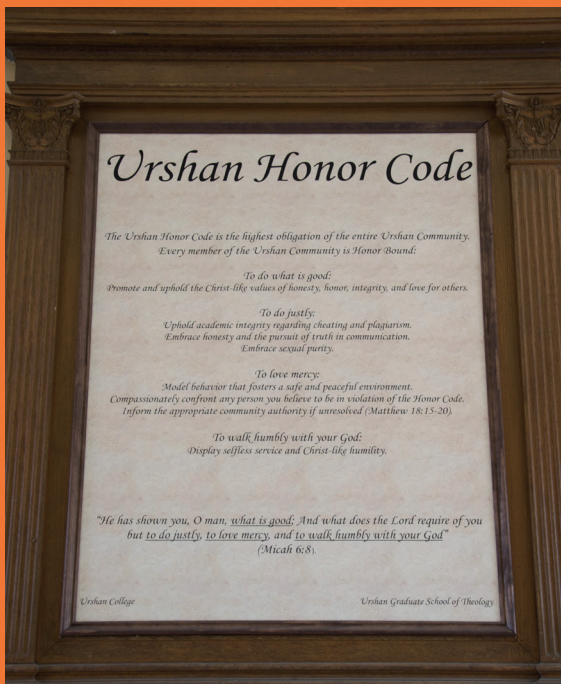 Urshan Honor Code
The Urshan Honor Code is the highest obligation of the entire Urshan Community.
Every member of the Urshan Community is Honor Bound:
To do what is good:
Promote and uphold the Christ-like values of honesty, honor, integrity, and love for others.
To do justly:
Uphold academic integrity regarding cheating and plagiarism.
Embrace honesty and the pursuit of truth in communication.
Embrace sexual purity.
To love mercy:
Model behavior that fosters a safe and peaceful environment.
Compassionately confront any person you believe to be in violation of the Honor Code.
Inform the appropriate community authority if unresolved (Matthew 18:15-20).
To walk humbly with your God:
Display selfless service and Christ-like humility.
"He has shown you, O man, what is good; And what does the Lord require of you
but to do justly, to love mercy, and to walk humbly with your God"
(Micah 6:8).
Urshan College
Urshan Graduate School of Theology